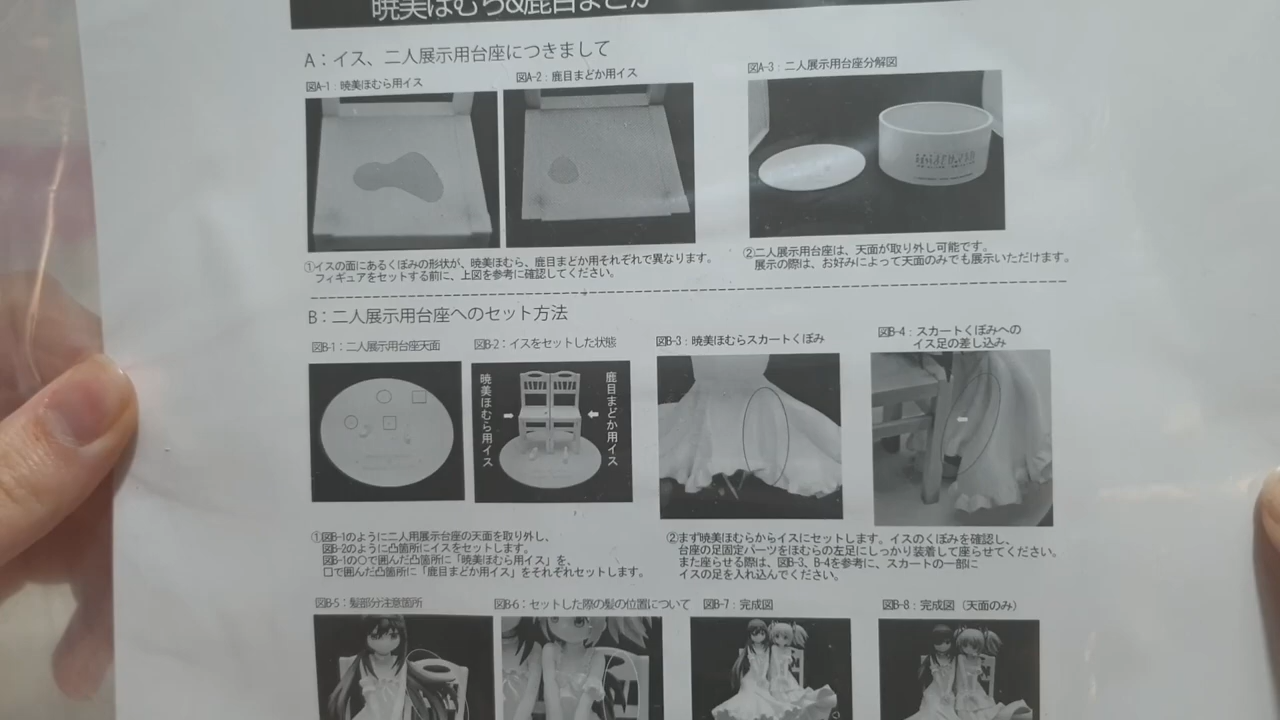 暁美ほむら&鹿目まどか
A：イス、二人展示用台座につきまして
図A-1：暁美ほむら用イス
図A-2：鹿目まどか用イス
図A-3：二人展示用台座分解図
①イスの面にあるくぼみの形状が、暁美ほむら、鹿目まどか用それぞれで異なります。
フィギュアをセットする前に、上図を参考に確認してください。
②二人展示用台座は、天面が取り外し可能です。
展示の際は、お好みによって天面のみでも展示いただけます。
B：二人展示用台座へのセット方法
図B-1：二人展示用台座天面
図B-2：イスをセットした状態
図B-3：暁美ほむらスカートくぼみ
図B-4：スカートくぼみへの
イス足の差し込み
暁美ほむら用イス
鹿目まどか用イス
①図B-1のように二人用展示台座の天面を取り外し、
図B-2のように凸箇所にイスをセットします。
図B-1の○で囲んだ凸箇所に「暁美ほむら用イス」を、
□で囲んだ凸箇所に「鹿目まどか用イス」をそれぞれセットします。
②まず暁美ほむらからイスにセットします。イスのくぼみを確認し、
台座の足固定パーツをほむらの左足にしっかり装着して座らせてください。
また座らせる際は、図B-3、B-4を参考に、スカートの一部に
イスの足を入れ込んでください。
図B-5：髪部分注意箇所
図B-6：セットした際の髪の位置について
図B-7：完成図
図B-8：完成図（天面のみ）